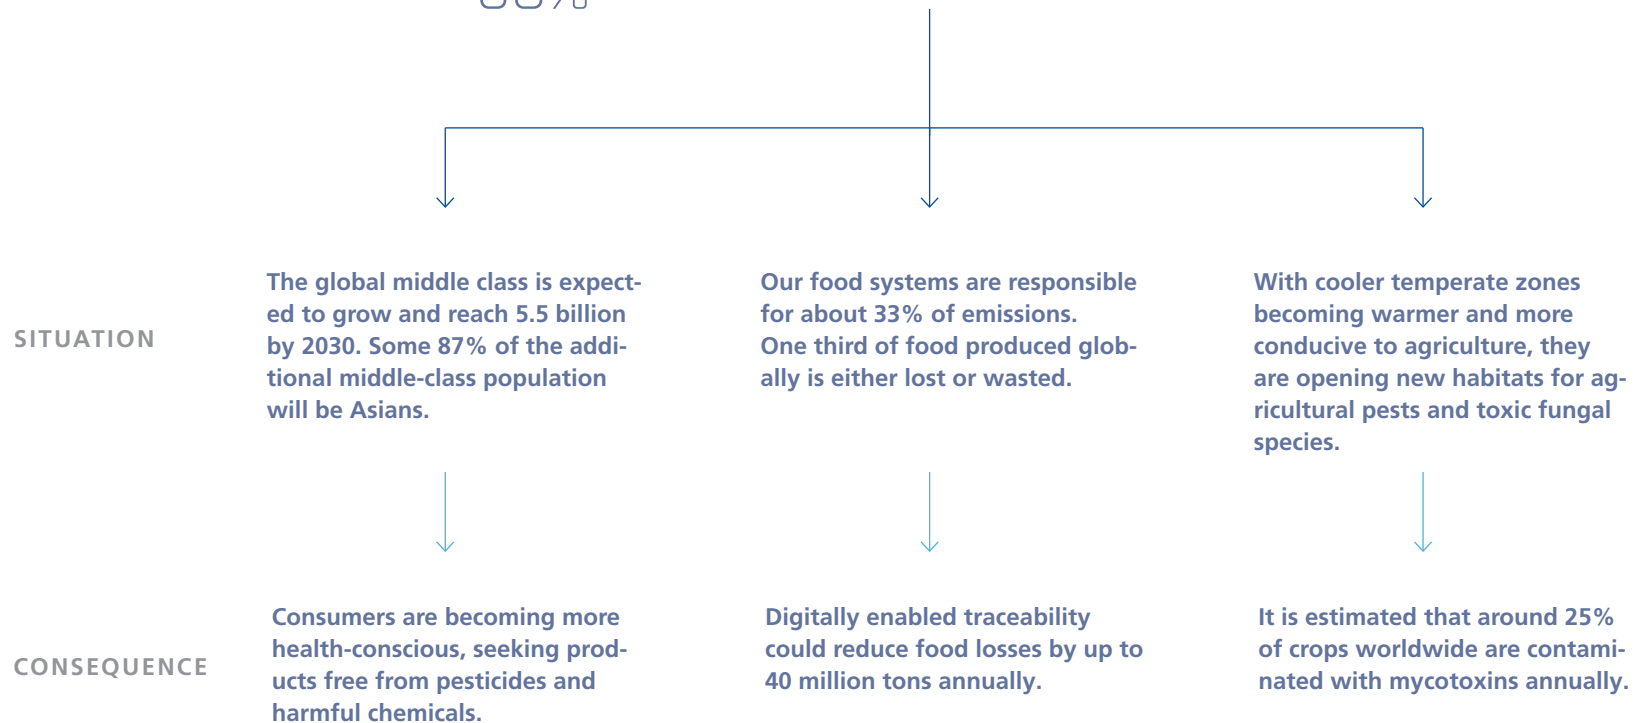 SITUATION
The global middle class is expect-
ed to grow and reach 5.5 billion
by 2030. Some 87% of the addi-
tional middle-class population
will be Asians.
Our food systems are responsible
for about 33% of emissions.
One third of food produced glob-
ally is either lost or wasted.
With cooler temperate zones
becoming warmer and more
conducive to agriculture, they
are opening new habitats for ag-
ricultural pests and toxic fungal
species.
CONSEQUENCE
Consumers are becoming more
health-conscious, seeking prod-
ucts free from pesticides and
harmful chemicals.
Digitally enabled traceability
could reduce food losses by up to
40 million tons annually.
It is estimated that around 25%
of crops worldwide are contami-
nated with mycotoxins annually.